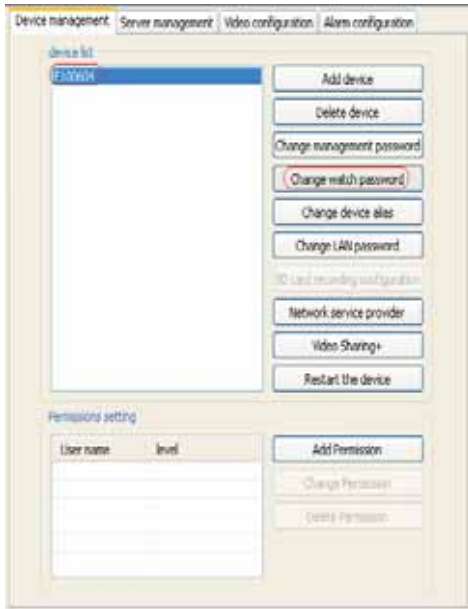 Device management Server management Video configuration Alarm configuration
device list
E100604
Add device
Delete device
Change management password
Change watch password
Change device alias
Change LAN password
SD card recording configuration
Network service provider
Video Sharing+
Restart the device
Permissions setting
User name level
Add Permission
Change Permission
Delete Permission